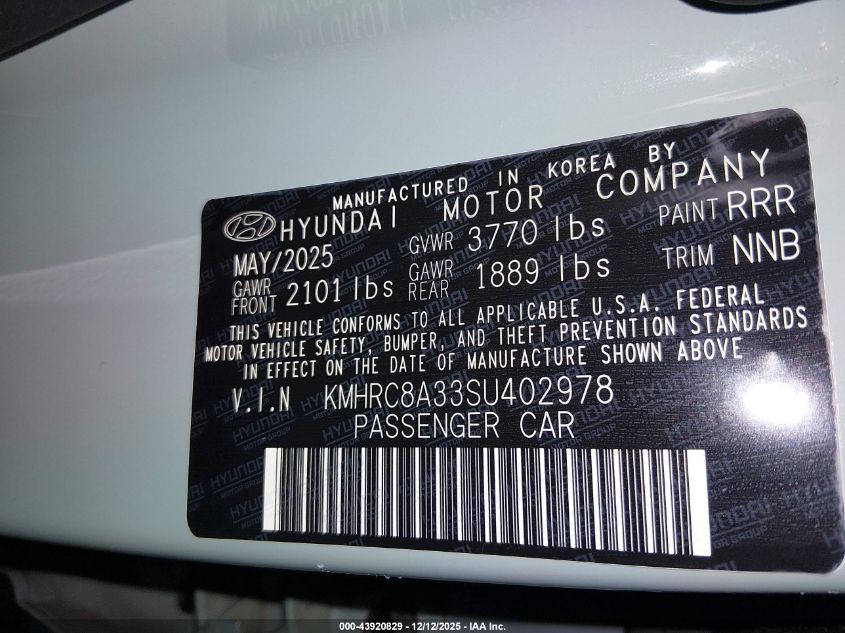 MANUFACTURED IN KOREA BY
HYUNDAI MOTOR COMPANY
MAY/2025 GVWR 3770 lbs PAINT RRR
GAWR FRONT 2101 lbs GAWR REAR 1889 lbs TRIM NNB
THIS VEHICLE CONFORMS TO ALL APPLICABLE U.S.A. FEDERAL
MOTOR VEHICLE SAFETY, BUMPER, AND THEFT PREVENTION STANDARDS
IN EFFECT ON THE DATE OF MANUFACTURE SHOWN ABOVE
V.I.N KMHRC8A33SU402978
PASSENGER CAR
000-43920829 - 12/12/2025 - IAA Inc.